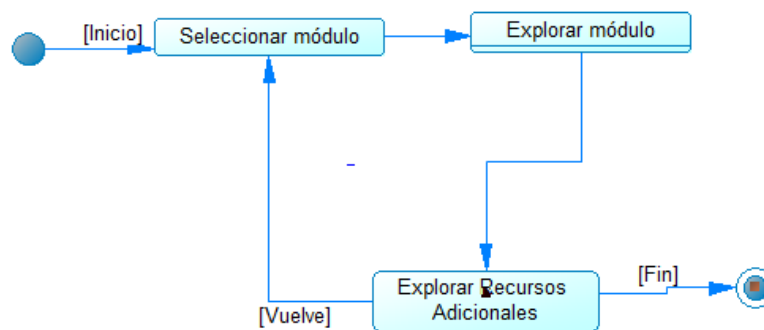 [Inicio]
Seleccionar módulo
Explorar módulo
Explorar Recursos
Adicionales
[Vuelve]
[Fin]